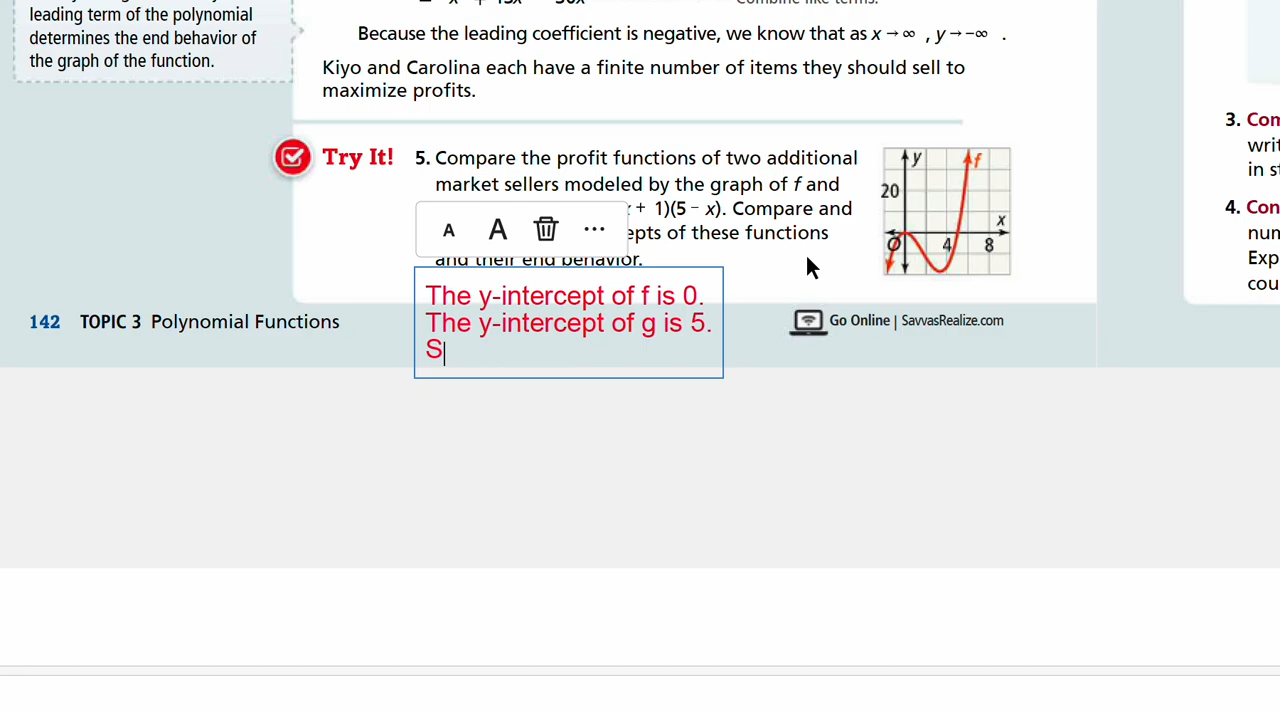 leading term of the polynomial
determines the end behavior of
the graph of the function.
Combine like terms.
Because the leading coefficient is negative, we know that as x → ∞ , y → −∞ .
Kiyo and Carolina each have a finite number of items they should sell to
maximize profits.
Try It! 5. Compare the profit functions of two additional
market sellers modeled by the graph of f and
+ 1)(5 − x). Compare and
of these functions
and their end behavior.
y
f
20
x
O
4
8
A A ···
The y-intercept of f is 0.
The y-intercept of g is 5.
S
142 TOPIC 3 Polynomial Functions
Go Online | SavvasRealize.com
3.
in
4.